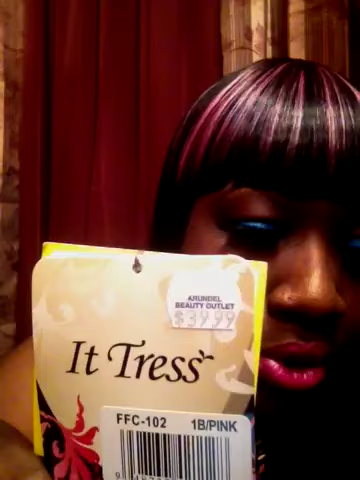 ARUNDEL
BEAUTY OUTLET
$39.99
It Tress
FFC-102 1B/PINK